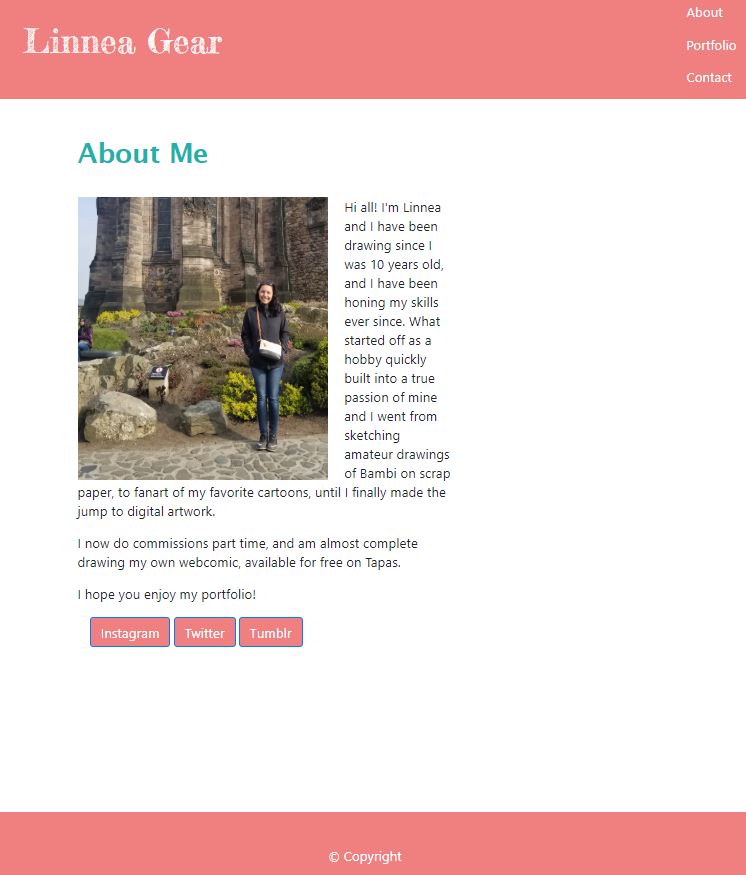 Linnea Gear
About
Portfolio
Contact
About Me
Hi all! I'm Linnea
and I have been
drawing since I
was 10 years old,
and I have been
honing my skills
ever since. What
started off as a
hobby quickly
built into a true
passion of mine
and I went from
sketching
amateur drawings
of Bambi on scrap
paper, to fanart of my favorite cartoons, until I finally made the
jump to digital artwork.
I now do commissions part time, and am almost complete
drawing my own webcomic, available for free on Tapas.
I hope you enjoy my portfolio!
Instagram Twitter Tumblr
© Copyright